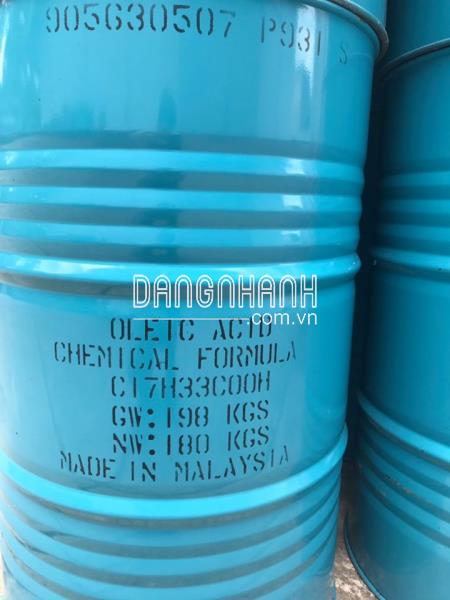 905630507 P931 S
DANGNHANH
.com.vn
OLEIC ACID
CHEMICAL FORMULA
C17H33COOH
GW: 198 KGS
NW: 180 KGS
MADE IN MALAYSIA